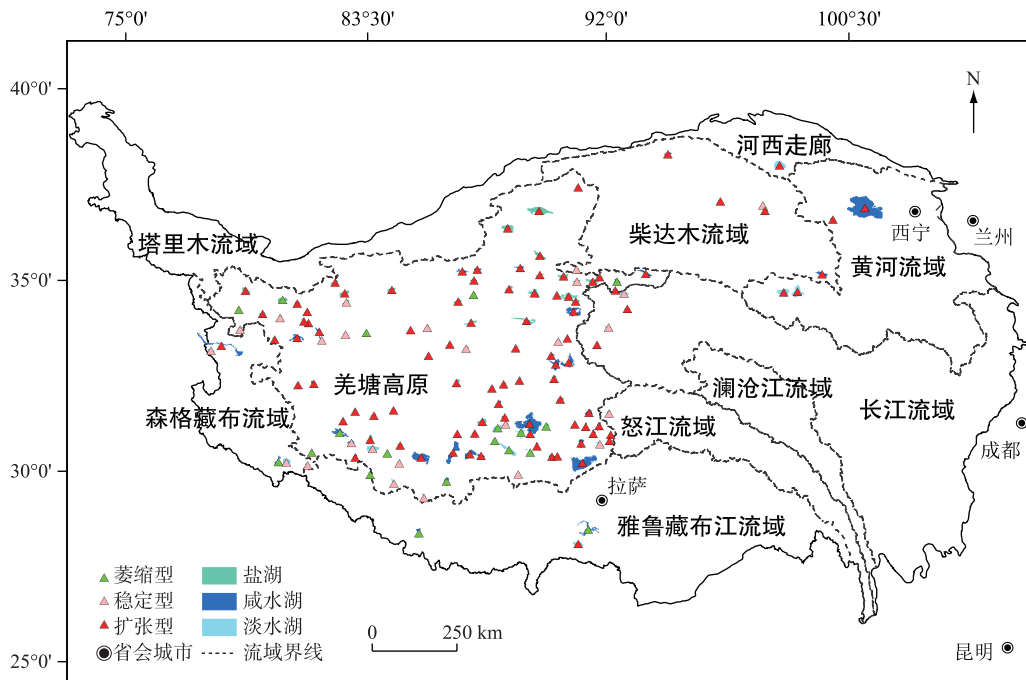 75°0' 83°30' 92°0' 100°30'
40°0'
35°0'
30°0'
25°0'
N
河西走廊
塔里木流域
柴达木流域
西宁
兰州
黄河流域
羌塘高原
澜沧江流域
森格藏布流域
怒江流域
长江流域
成都
拉萨
雅鲁藏布江流域
萎缩型 盐湖
稳定型 咸水湖
扩张型 淡水湖
省会城市 流域界线
0 250 km
昆明